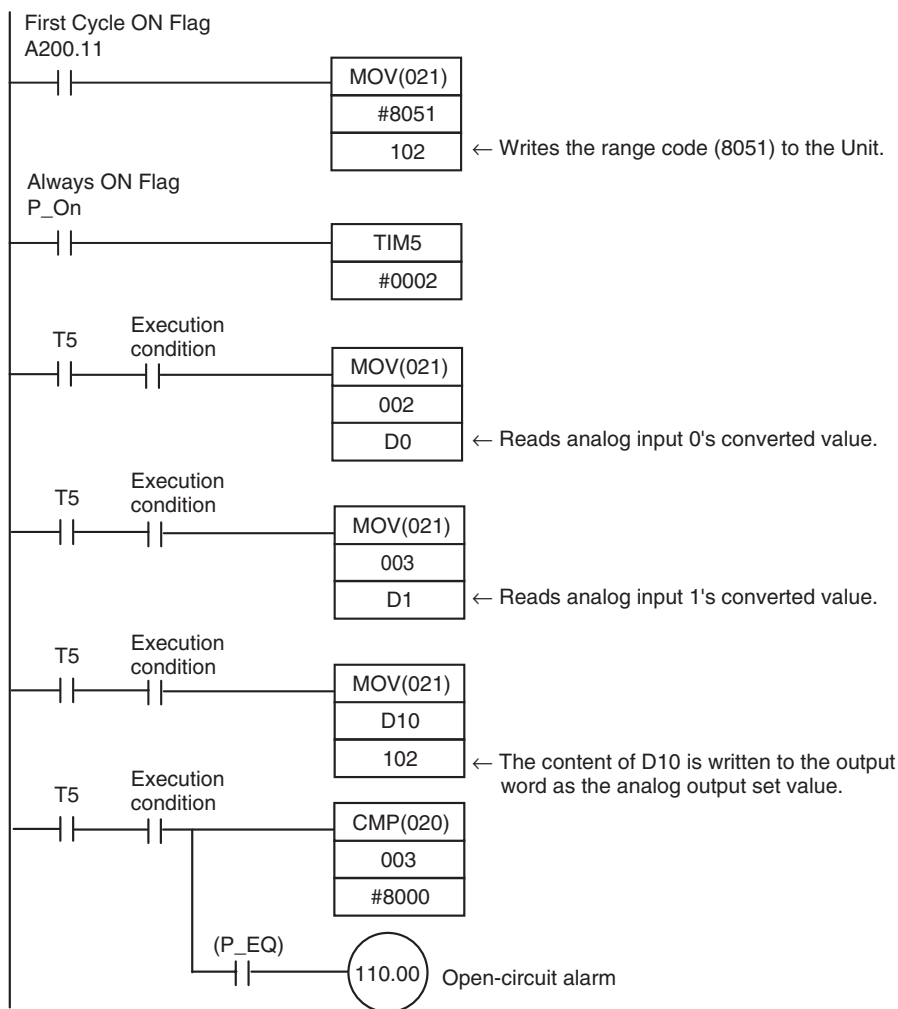 First Cycle ON Flag
A200.11
MOV(021)
#8051
102
← Writes the range code (8051) to the Unit.
Always ON Flag
P_On
TIM5
#0002
T5
Execution
condition
MOV(021)
002
D0
← Reads analog input 0's converted value.
T5
Execution
condition
MOV(021)
003
D1
← Reads analog input 1's converted value.
T5
Execution
condition
MOV(021)
D10
102
← The content of D10 is written to the output
word as the analog output set value.
T5
Execution
condition
CMP(020)
003
#8000
(P_EQ)
110.00
Open-circuit alarm